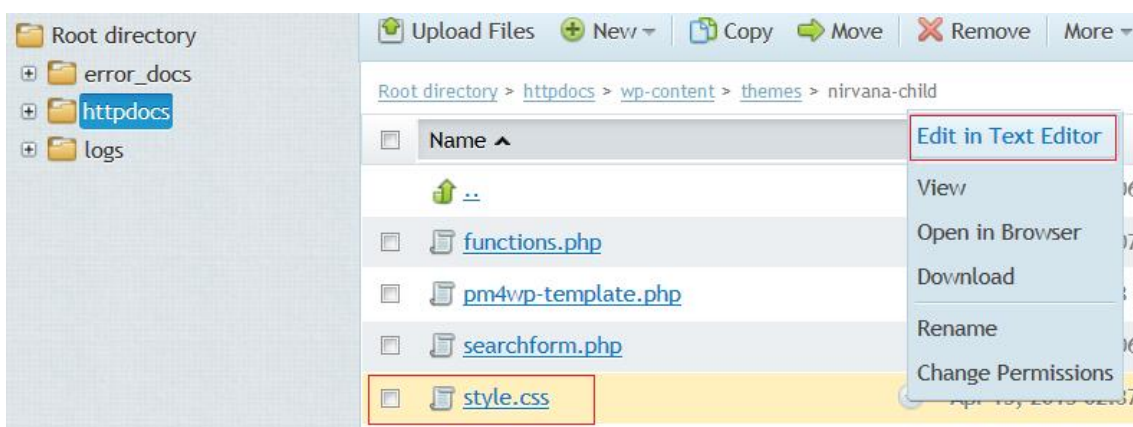 Root directory
error_docs
httpdocs
logs
Upload Files New Copy Move Remove More
Root directory > httpdocs > wp-content > themes > nirvana-child
Name
..
functions.php
pm4wp-template.php
searchform.php
style.css
Edit in Text Editor
View
Open in Browser
Download
Rename
Change Permissions